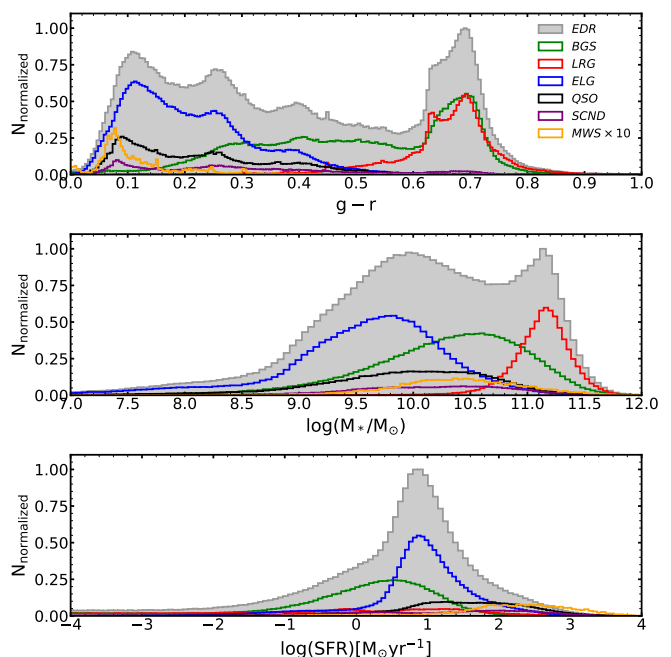 1.00
0.75
0.50
0.25
0.00
N_normalized
EDR
BGS
LRG
ELG
QSO
SCND
MWS × 10
0.0 0.1 0.2 0.3 0.4 0.5 0.6 0.7 0.8 0.9 1.0
g − r
1.00
0.75
0.50
0.25
0.00
N_normalized
7.0 7.5 8.0 8.5 9.0 9.5 10.0 10.5 11.0 11.5 12.0
log(M_*/M_⊙)
1.00
0.75
0.50
0.25
0.00
N_normalized
−4 −3 −2 −1 0 1 2 3 4
log(SFR)[M_⊙yr⁻¹]